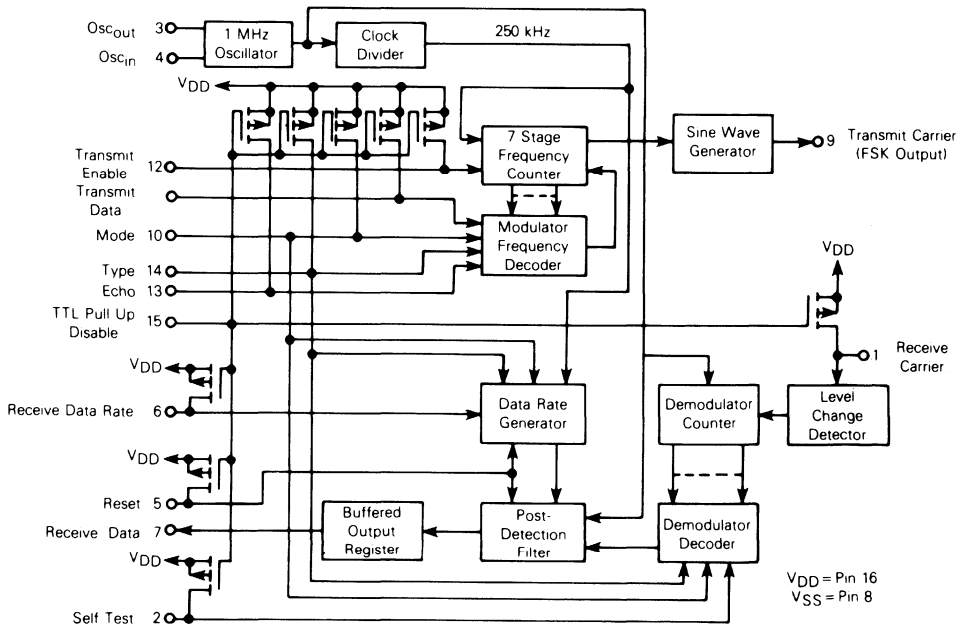 Osc_out 3
Osc_in 4
1 MHz
Oscillator
Clock
Divider
250 kHz
V_DD
Transmit
Enable 12
Transmit
Data
Mode 10
Type 14
Echo 13
TTL Pull Up
Disable 15
7 Stage
Frequency
Counter
Modulator
Frequency
Decoder
Sine Wave
Generator
9 Transmit Carrier
(FSK Output)
V_DD
1 Receive
Carrier
V_DD
Receive Data Rate 6
Data Rate
Generator
Demodulator
Counter
Level
Change
Detector
V_DD
Reset 5
Receive Data 7
Buffered
Output
Register
Post-
Detection
Filter
Demodulator
Decoder
V_DD
Self Test 2
V_DD = Pin 16
V_SS = Pin 8